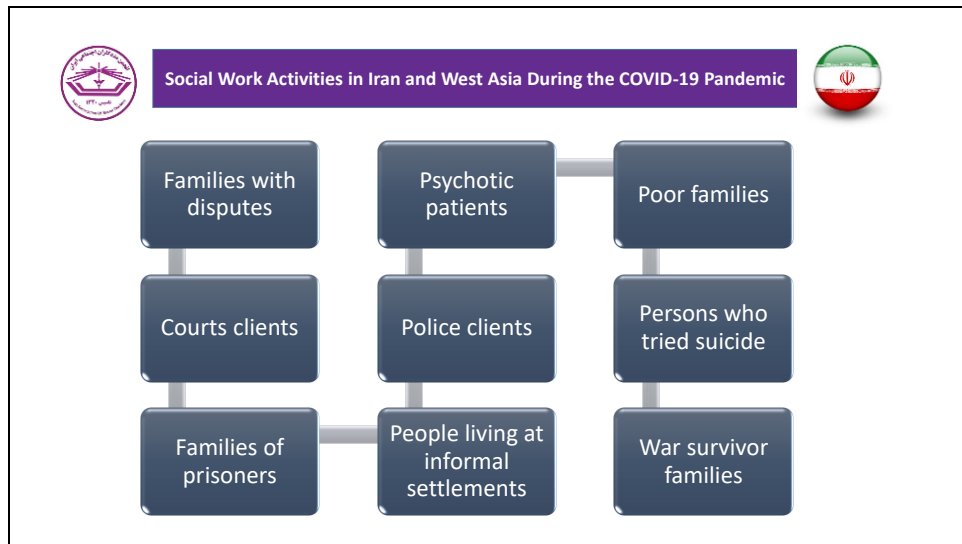 Social Work Activities in Iran and West Asia During the COVID-19 Pandemic
Families with
disputes
Courts clients
Families of
prisoners
People living at
informal
settlements
Police clients
Psychotic
patients
Poor families
Persons who
tried suicide
War survivor
families